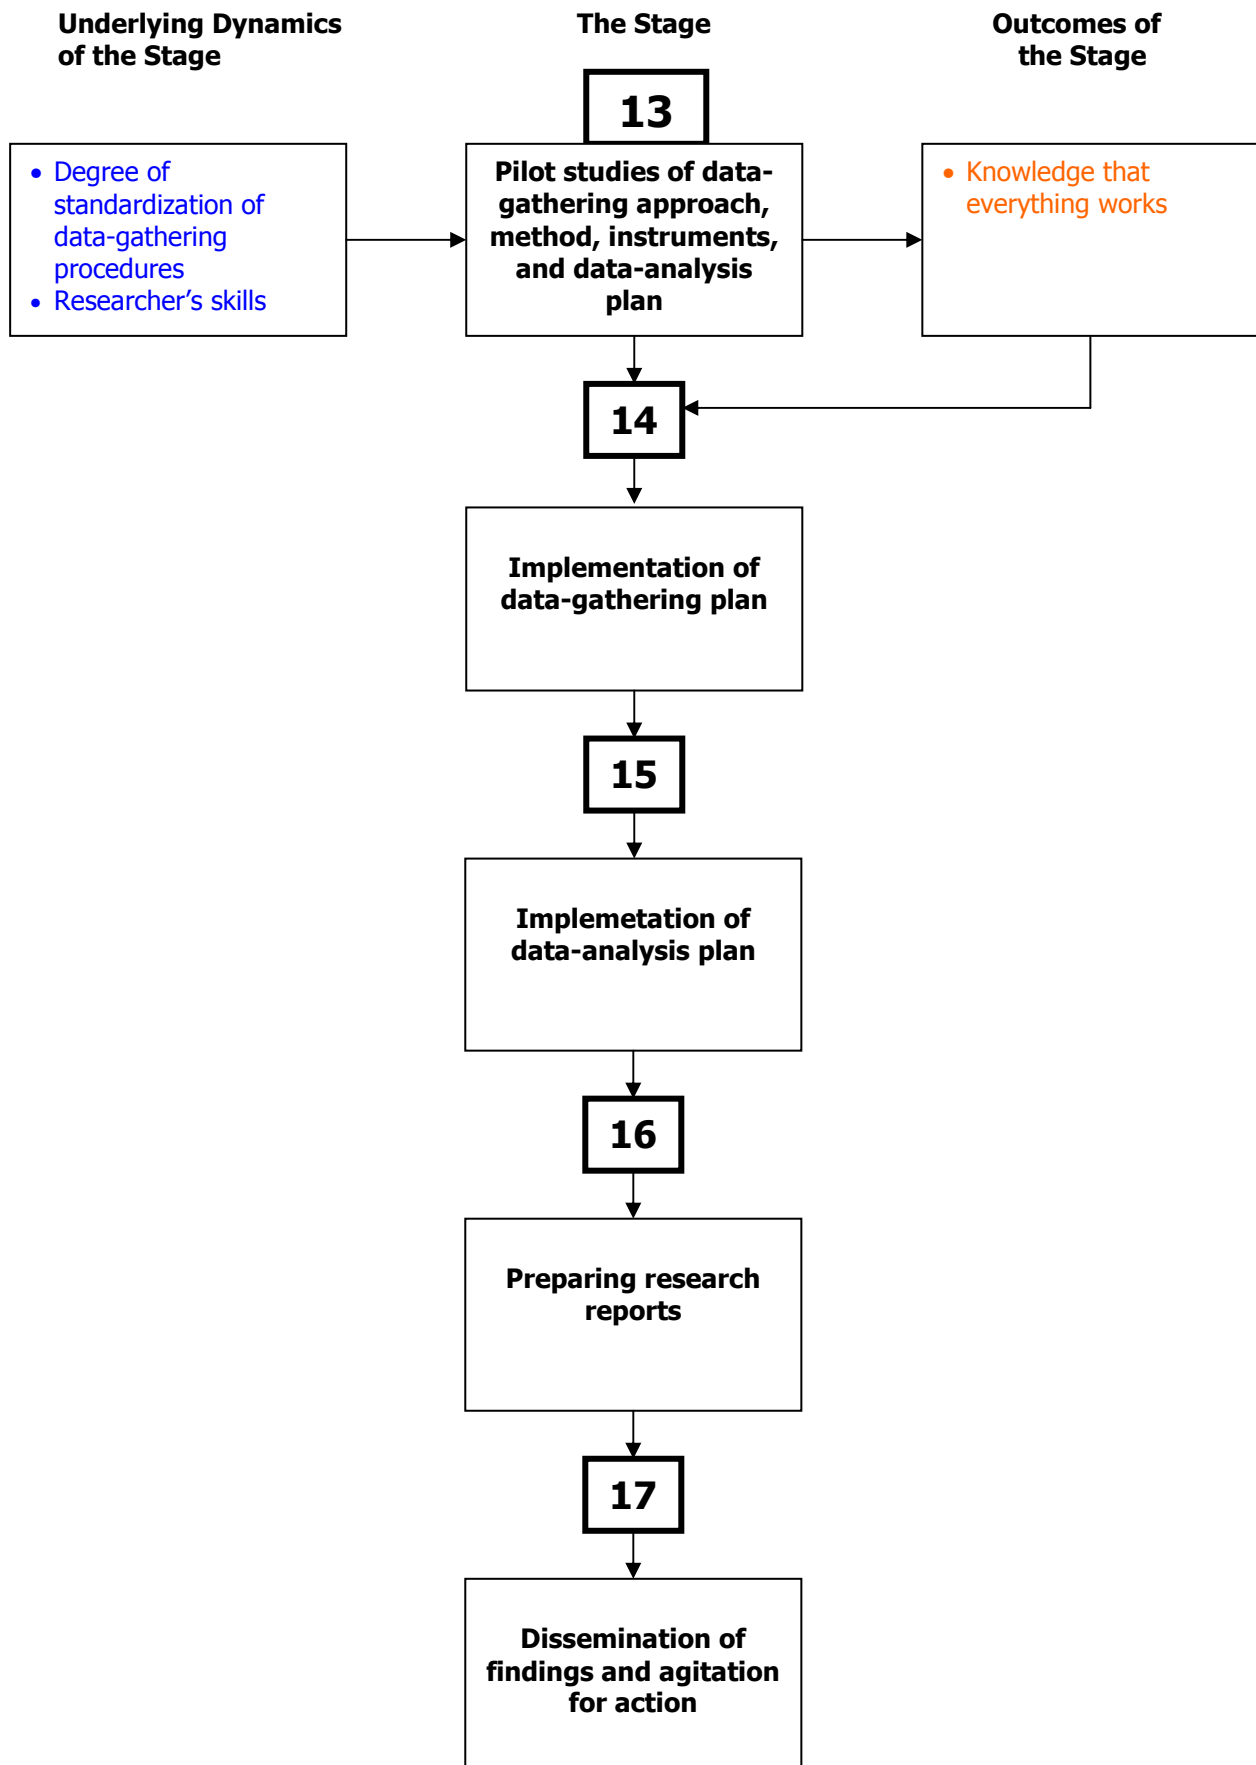 Underlying Dynamics
of the Stage
The Stage
Outcomes of
the Stage
13
• Degree of
standardization of
data-gathering
procedures
• Researcher’s skills
Pilot studies of data-
gathering approach,
method, instruments,
and data-analysis
plan
• Knowledge that
everything works
14
Implementation of
data-gathering plan
15
Implemetation of
data-analysis plan
16
Preparing research
reports
17
Dissemination of
findings and agitation
for action